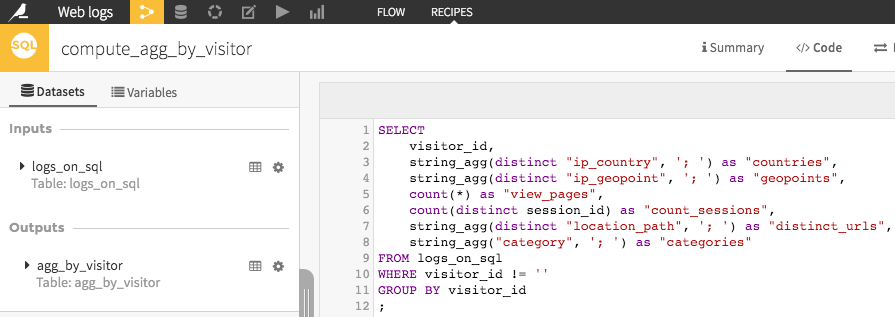 Web logs
FLOW
RECIPES
SQL
compute_agg_by_visitor
i Summary
</> Code
Datasets
Variables
Inputs
logs_on_sql
Table: logs_on_sql
Outputs
agg_by_visitor
Table: agg_by_visitor
1 SELECT
2 visitor_id,
3 string_agg(distinct "ip_country", '; ') as "countries",
4 string_agg(distinct "ip_geopoint", '; ') as "geopoints",
5 count(*) as "view_pages",
6 count(distinct session_id) as "count_sessions",
7 string_agg(distinct "location_path", '; ') as "distinct_urls",
8 string_agg("category", '; ') as "categories"
9 FROM logs_on_sql
10 WHERE visitor_id != ''
11 GROUP BY visitor_id
12 ;